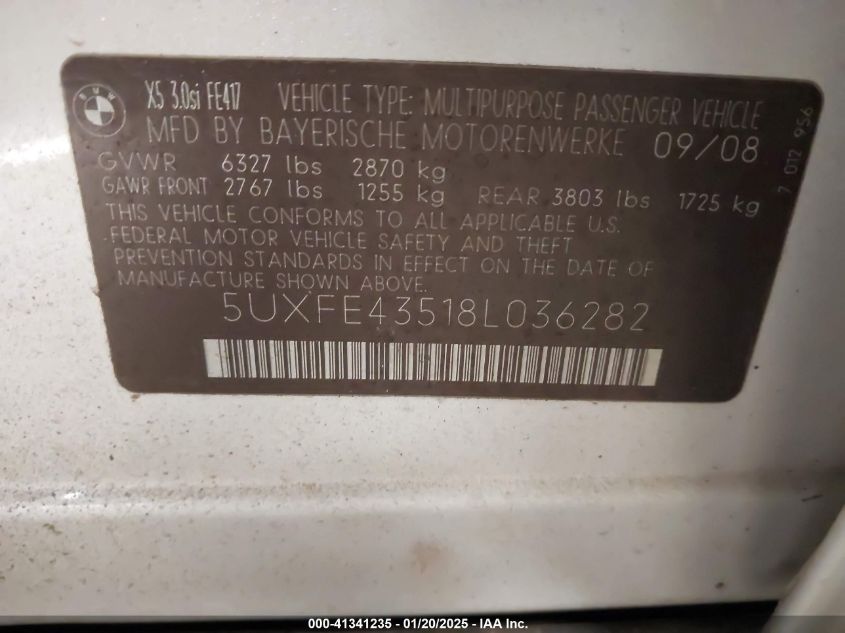 BMW X5 3.0si FE417 VEHICLE TYPE: MULTIPURPOSE PASSENGER VEHICLE
MFD BY BAYERISCHE MOTORENWERKE 09/08
GVWR 6327 lbs 2870 kg
GAWR FRONT 2767 lbs 1255 kg REAR 3803 lbs 1725 kg
THIS VEHICLE CONFORMS TO ALL APPLICABLE U.S.
FEDERAL MOTOR VEHICLE SAFETY AND THEFT
PREVENTION STANDARDS IN EFFECT ON THE DATE OF
MANUFACTURE SHOWN ABOVE.
5UXFE43518L036282
7 012 956
000-41341235 - 01/20/2025 - IAA Inc.